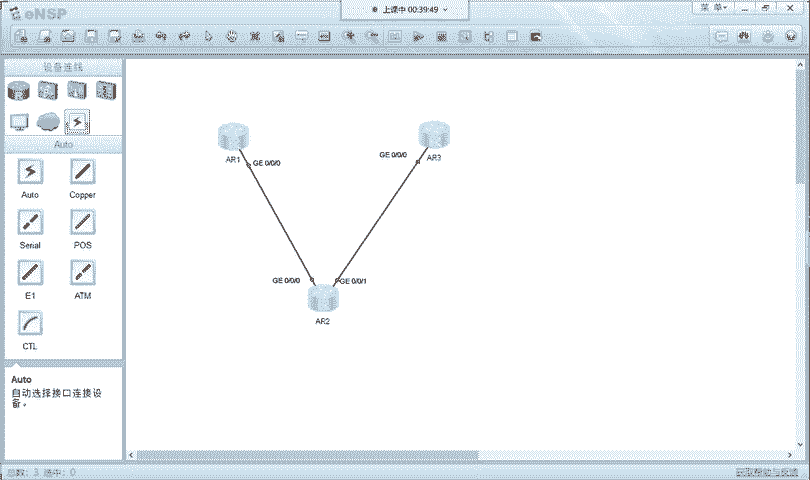 eNSP
上课中 00:39:49
菜 单
设备连线
Auto
Auto
Copper
Serial
POS
E1
ATM
CTL
Auto
自动选择接口连接设
备。
AR1
GE 0/0/0
GE 0/0/0
AR3
GE 0/0/0
GE 0/0/1
AR2
总数: 3 选中: 0
获取帮助与反馈